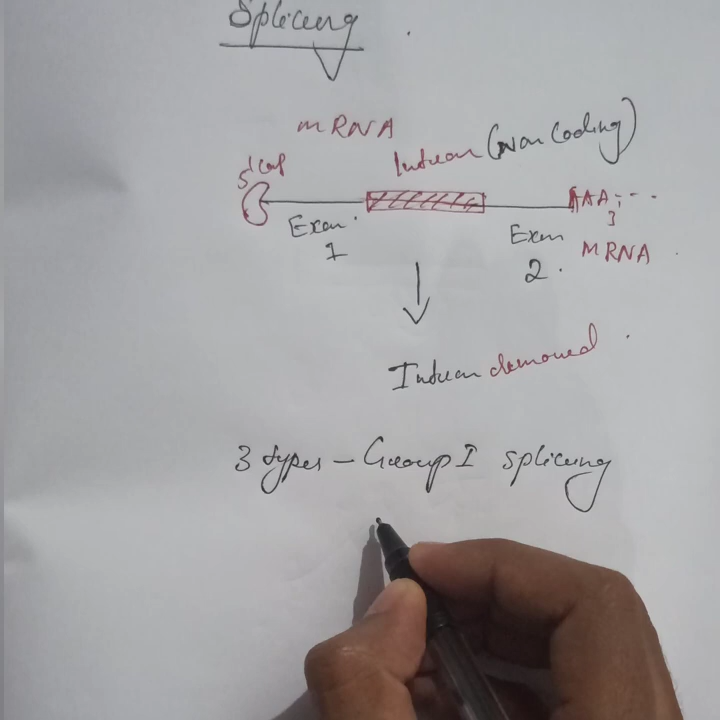 Splicing
mRNA
Intron (Non Coding)
5' Cap
AAA - - -
3
Exon
1
Exon
2.
MRNA
Intron removed
3 types - Group I splicing